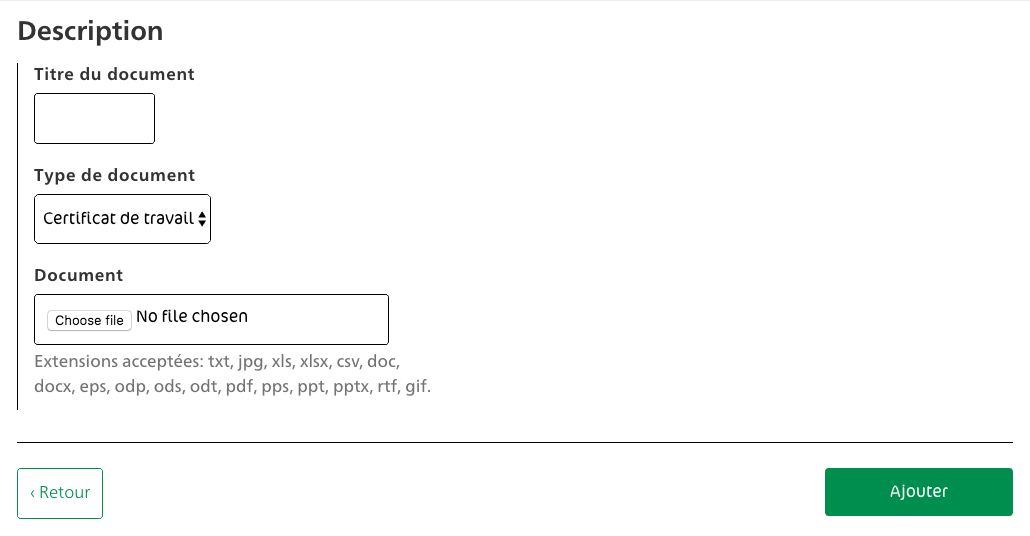 Description
Titre du document
Type de document
Certificat de travail
Document
Choose file No file chosen
Extensions acceptées: txt, jpg, xls, xlsx, csv, doc,
docx, eps, odp, ods, odt, pdf, pps, ppt, pptx, rtf, gif.
‹ Retour
Ajouter